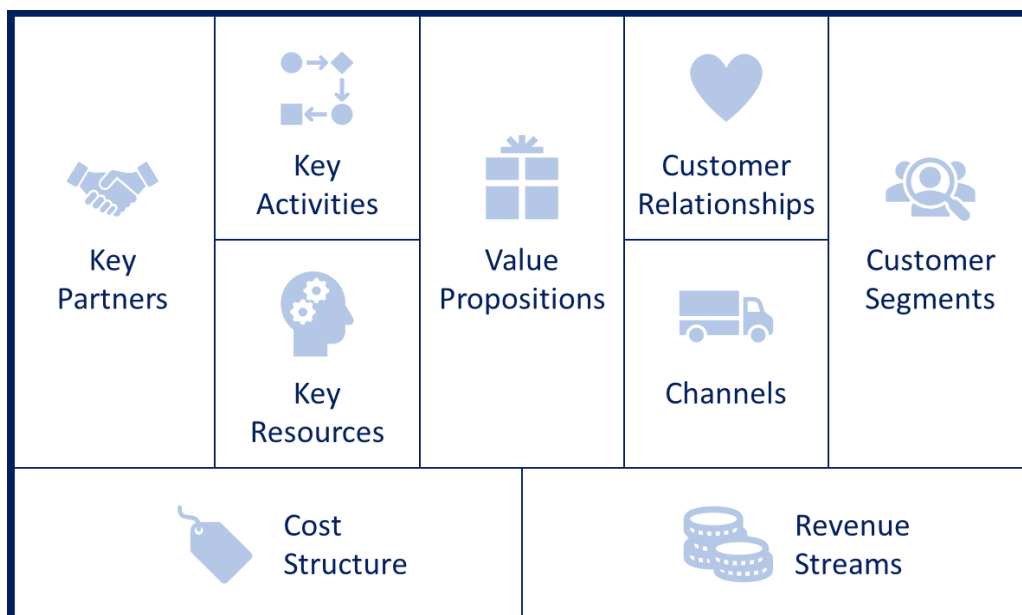 Key
Partners
Key
Activities
Key
Resources
Value
Propositions
Customer
Relationships
Channels
Customer
Segments
Cost
Structure
Revenue
Streams